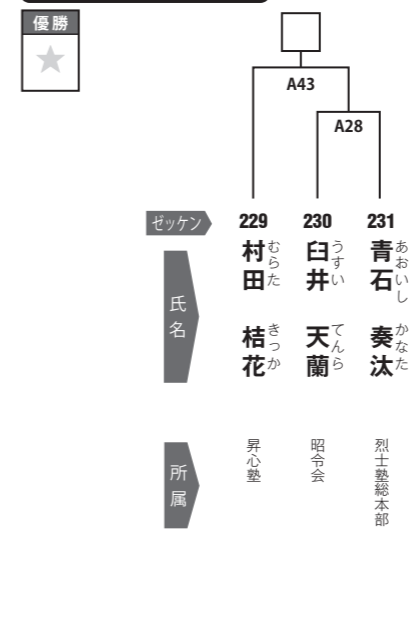 優勝
A43
A28
ゼッケン
229
230
231
氏名
村田 桔花
むらた きっか
臼井 天蘭
うすい てんら
青石 奏汰
あおいし かなた
所属
昇心塾
昭令会
烈士塾総本部